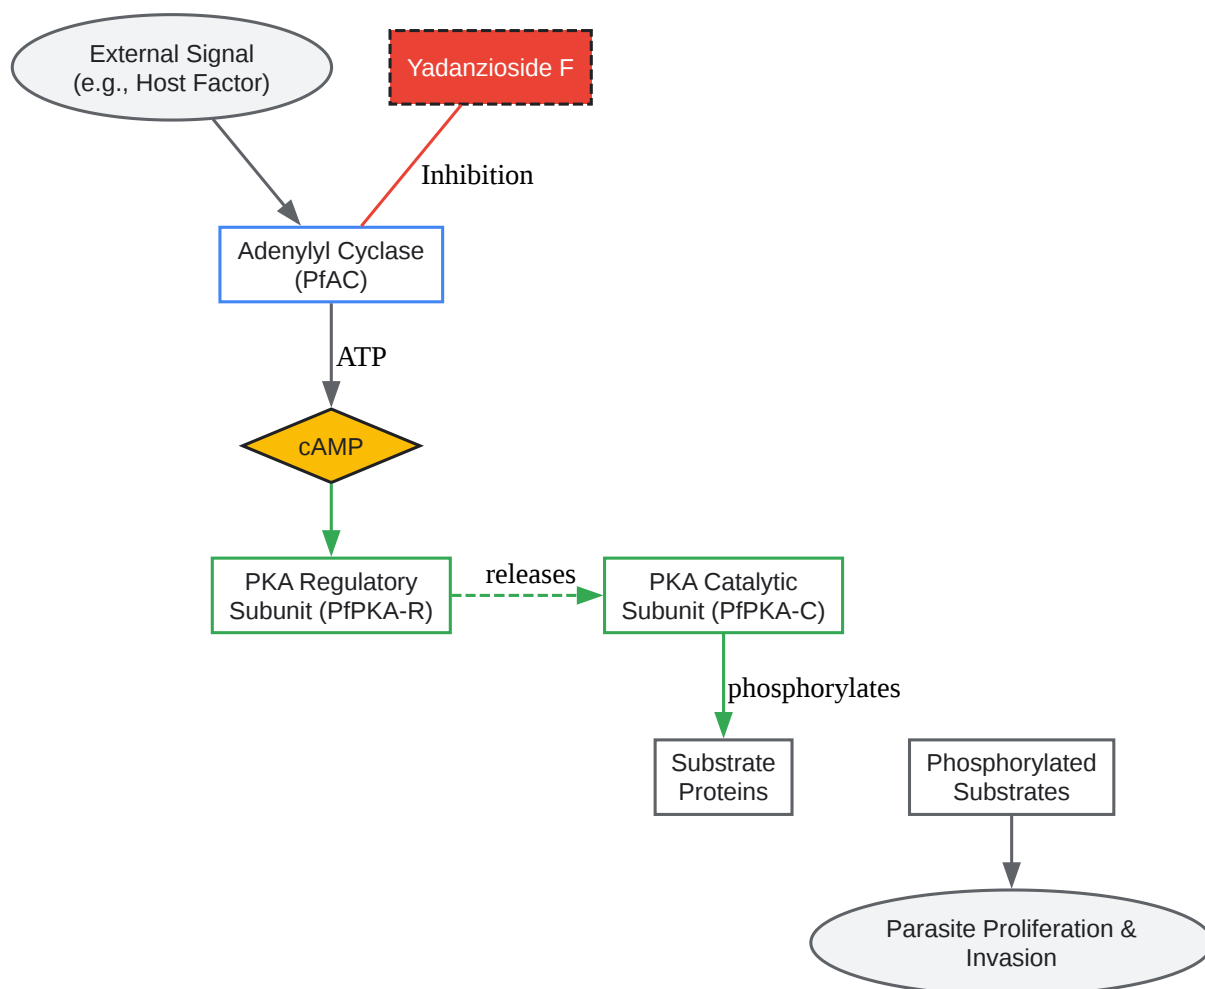 External Signal
(e.g., Host Factor)
Yadanzioside F
Inhibition
Adenylyl Cyclase
(PfAC)
ATP
cAMP
PKA Regulatory
Subunit (PfPKA-R)
releases
PKA Catalytic
Subunit (PfPKA-C)
phosphorylates
Substrate
Proteins
Phosphorylated
Substrates
Parasite Proliferation &
Invasion